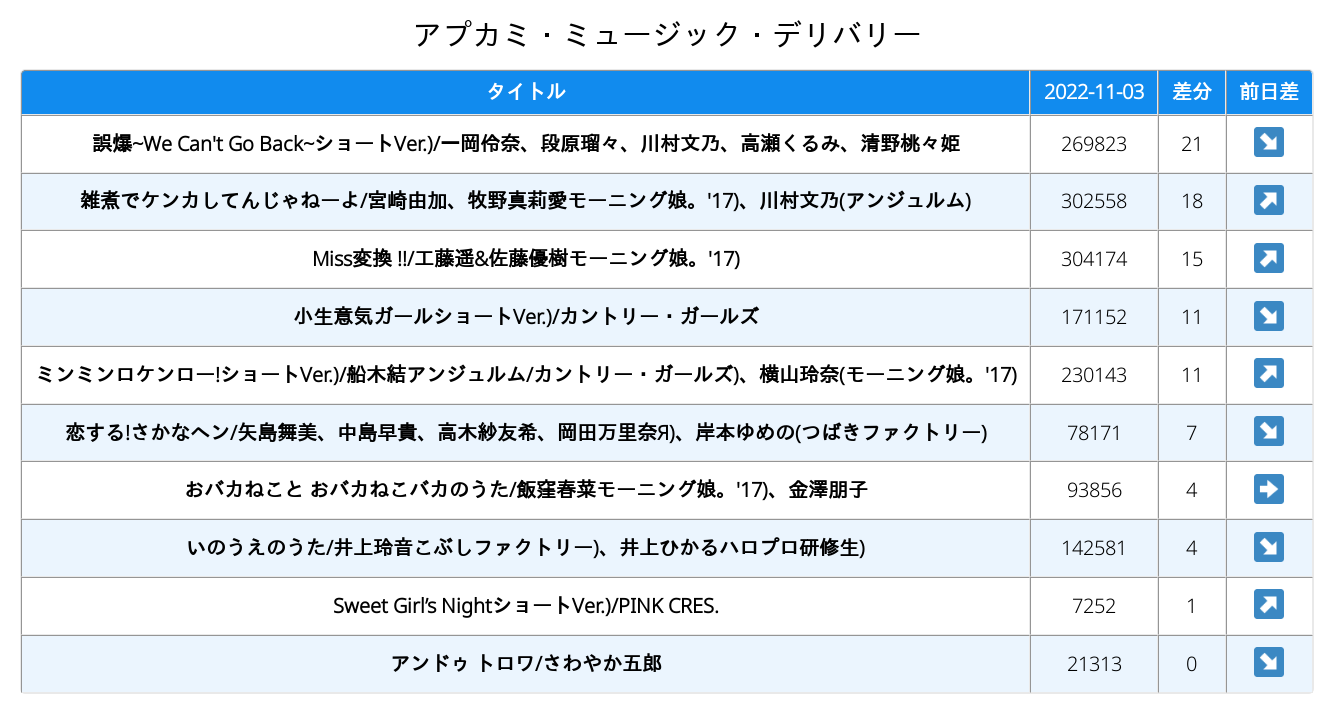 アプカミ・ミュージック・デリバリー
タイトル 2022-11-03 差分 前日差
誤爆~We Can't Go Back~ショートVer.)/一岡伶奈、段原瑠々、川村文乃、高瀬くるみ、清野桃々姫 269823 21 ↘
雑煮でケンカしてんじゃねーよ/宮崎由加、牧野真莉愛モーニング娘。'17)、川村文乃(アンジュルム) 302558 18 ↗
Miss変換 !!/工藤遥&佐藤優樹モーニング娘。'17) 304174 15 ↗
小生意気ガールショートVer.)/カントリー・ガールズ 171152 11 ↘
ミンミンロケンロー!ショートVer.)/船木結アンジュルム/カントリー・ガールズ)、横山玲奈(モーニング娘。'17) 230143 11 ↗
恋する!さかなヘン/矢島舞美、中島早貴、高木紗友希、岡田万里奈Я)、岸本ゆめの(つばきファクトリー) 78171 7 ↘
おバカねこと おバカねこバカのうた/飯窪春菜モーニング娘。'17)、金澤朋子 93856 4 ➡
いのうえのうた/井上玲音こぶしファクトリー)、井上ひかるハロプロ研修生) 142581 4 ↘
Sweet Girl’s NightショートVer.)/PINK CRES. 7252 1 ↗
アンドゥ トロワ/さわやか五郎 21313 0 ↘